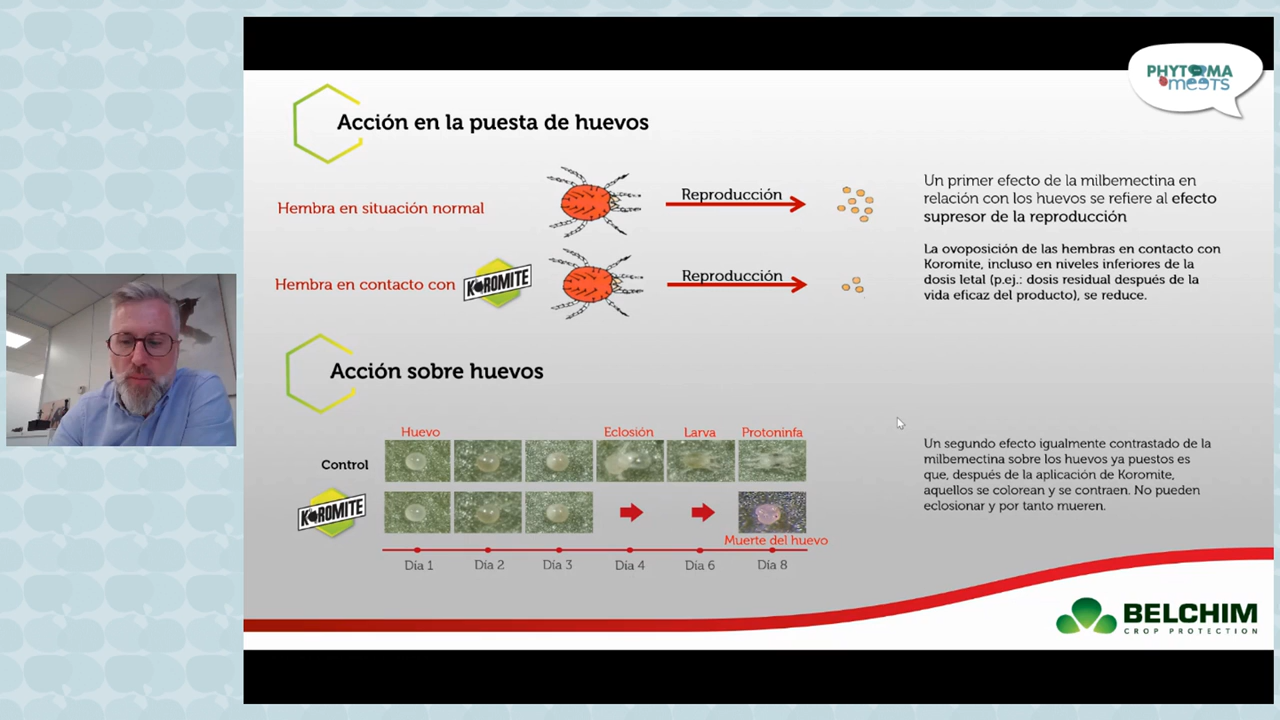 PHYTOMA
meets
Acción en la puesta de huevos
Hembra en situación normal
Reproducción
Un primer efecto de la milbemectina en
relación con los huevos se refiere al efecto
supresor de la reproducción
Hembra en contacto con KOROMITE
Reproducción
La ovoposición de las hembras en contacto con
Koromite, incluso en niveles inferiores de la
dosis letal (p.ej.: dosis residual después de la
vida eficaz del producto), se reduce.
Acción sobre huevos
Huevo Eclosión Larva Protoninfa
Control
KOROMITE
Muerte del huevo
Día 1 Día 2 Día 3 Día 4 Día 6 Día 8
Un segundo efecto igualmente contrastado de la
milbemectina sobre los huevos ya puestos es
que, después de la aplicación de Koromite,
aquellos se colorean y se contraen. No pueden
eclosionar y por tanto mueren.
BELCHIM
CROP PROTECTION